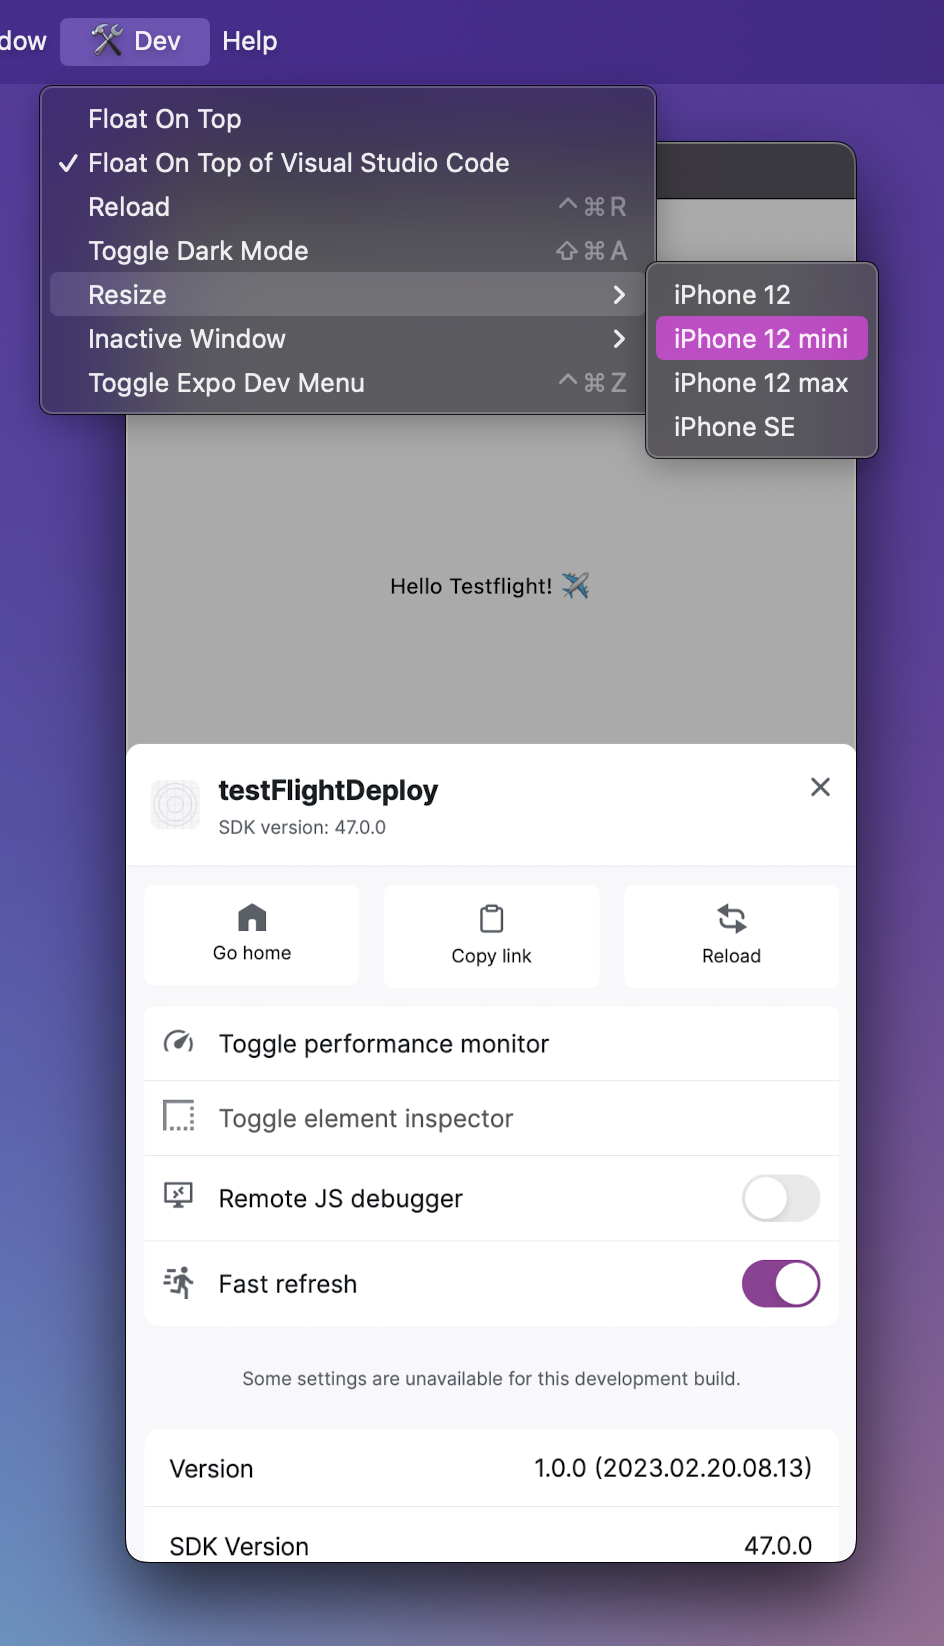 dow 🛠 Dev Help
Float On Top
✓ Float On Top of Visual Studio Code
Reload ⌃⌘R
Toggle Dark Mode ⇧⌘A
Resize >
Inactive Window >
Toggle Expo Dev Menu ⌃⌘Z
iPhone 12
iPhone 12 mini
iPhone 12 max
iPhone SE
Hello Testflight! ✈️
testFlightDeploy
SDK version: 47.0.0
Go home
Copy link
Reload
Toggle performance monitor
Toggle element inspector
Remote JS debugger
Fast refresh
Some settings are unavailable for this development build.
Version 1.0.0 (2023.02.20.08.13)
SDK Version 47.0.0